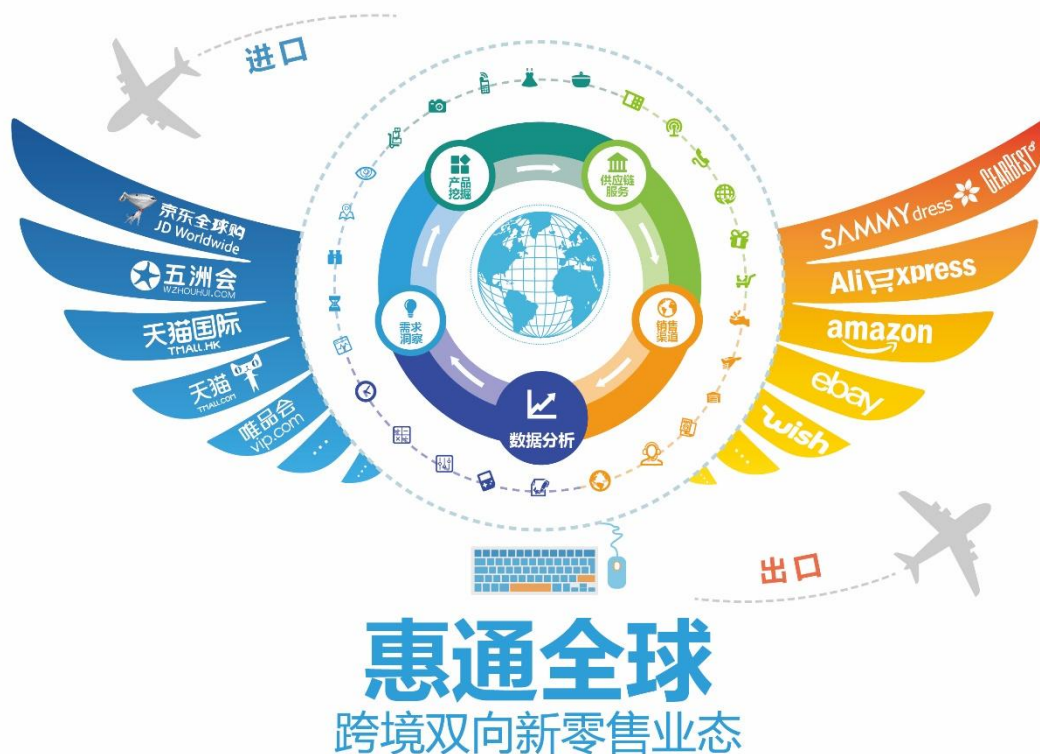 进口
京东全球购
JD Worldwide
五洲会
WZHOUHUI.COM
天猫国际
TMALL.HK
天猫
TMALL.COM
唯品会
vip.com
...
...
产品
挖掘
供应链
服务
需求
洞察
销售
渠道
数据分析
SAMMYdress
GEARBEST
AliExpress
amazon
ebay
wish
...
...
出口
惠通全球
跨境双向新零售业态